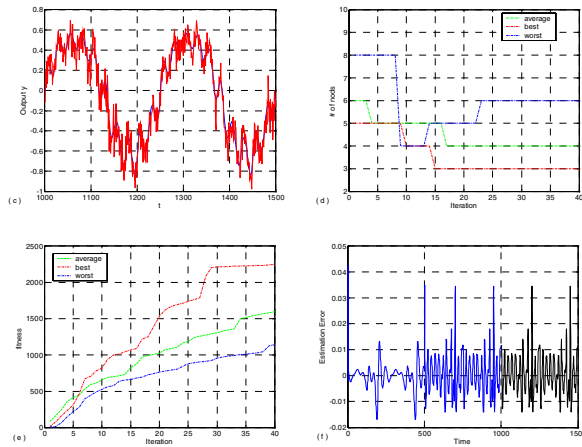 0.8
0.6
0.4
0.2
0
-0.2
-0.4
-0.6
-0.8
-1
Output y
1000 1100 1200 1300 1400 1500
t
( c )
average
best
worst
10
9
8
7
6
5
4
3
2
# of nods
0 5 10 15 20 25 30 35 40
Iteration
( d )
average
best
worst
2500
2000
1500
1000
500
0
fitness
0 5 10 15 20 25 30 35 40
Iteration
( e )
0.05
0.04
0.03
0.02
0.01
0
-0.01
-0.02
Estimation Error
0 500 1000
Time
( f )